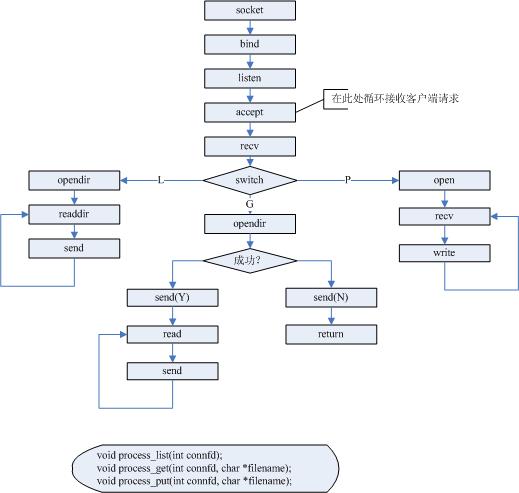 socket
bind
listen
accept
在此处循环接收客户端请求
recv
switch
L
P
G
opendir
readdir
send
opendir
成功?
send(Y)
read
send
send(N)
return
open
recv
write
void process_list(int connfd);
void process_get(int connfd, char *filename);
void process_put(int connfd, char *filename);